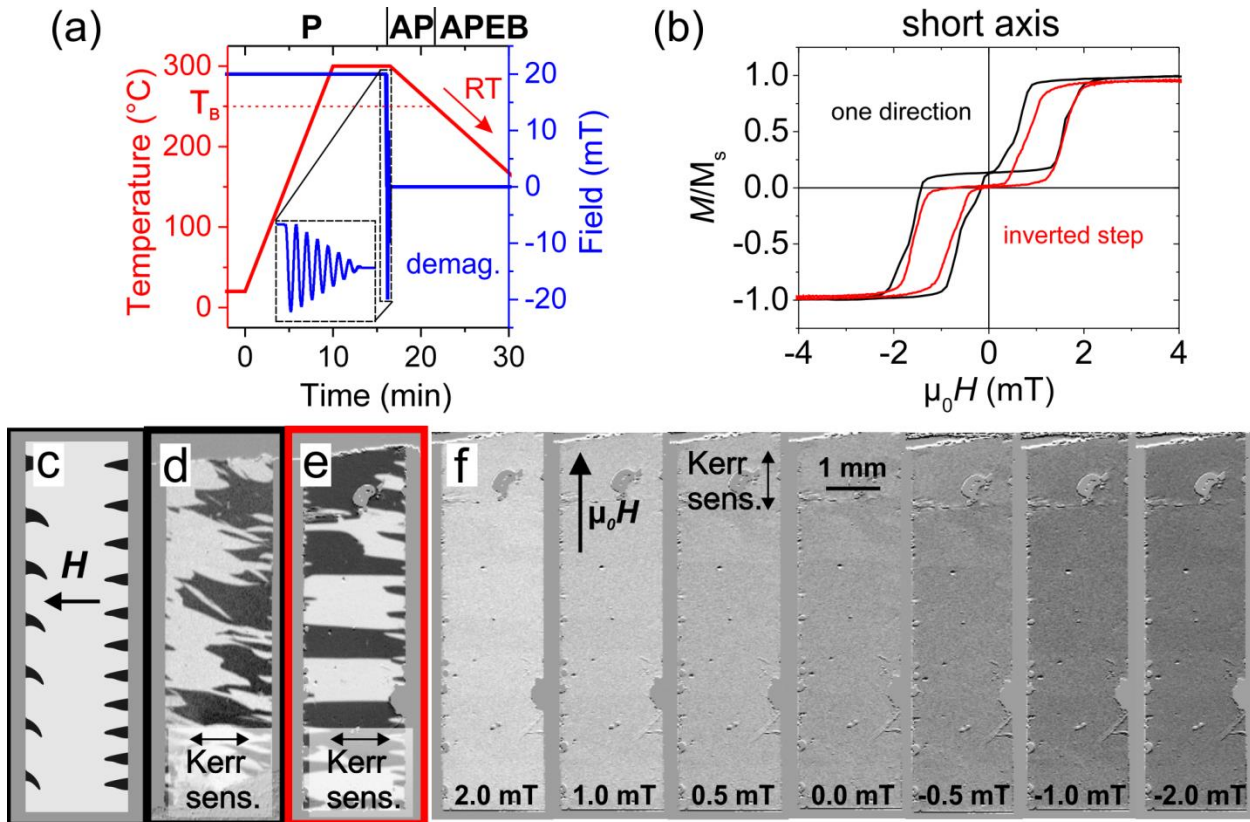 (a)
P
AP
APEB
Temperature (°C)
300
T_B
200
100
0
RT
demag.
20
10
0
-10
-20
Field (mT)
0
10
20
30
Time (min)
(b)
short axis
M/M_s
1.0
0.5
0.0
-0.5
-1.0
one direction
inverted step
-4
-2
0
2
4
μ₀H (mT)
c
H
d
Kerr
sens.
e
Kerr
sens.
f
μ₀H
Kerr
sens.
1 mm
2.0 mT
1.0 mT
0.5 mT
0.0 mT
-0.5 mT
-1.0 mT
-2.0 mT